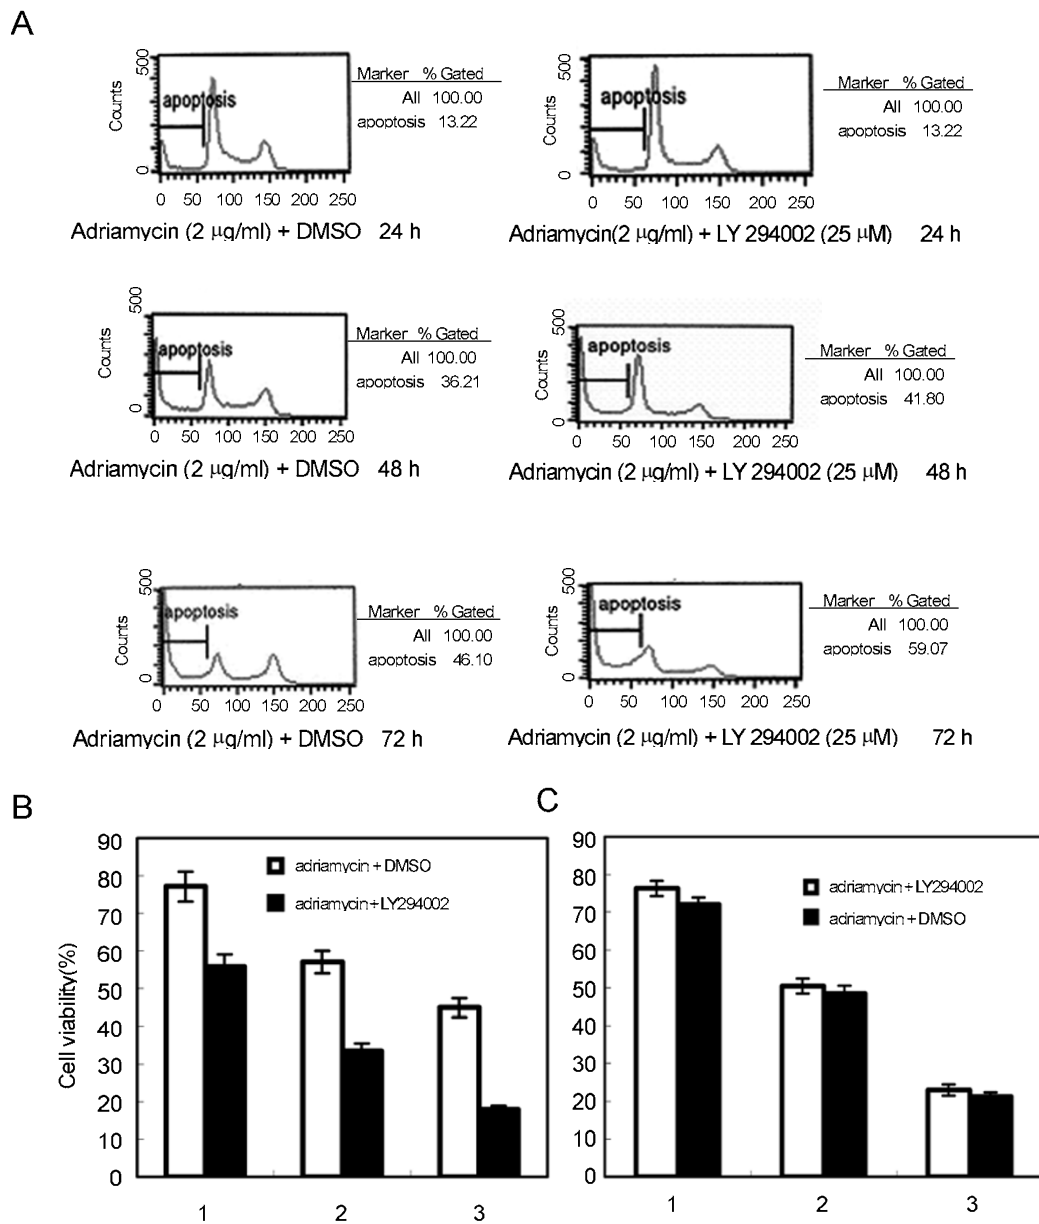 A
500
Counts
0
apoptosis
0 50 100 150 200 250
Marker % Gated
All 100.00
apoptosis 13.22
Adriamycin (2 μg/ml) + DMSO 24 h
500
Counts
0
apoptosis
0 50 100 150 200 250
Marker % Gated
All 100.00
apoptosis 13.22
Adriamycin(2 μg/ml) + LY 294002 (25 μM) 24 h
500
Counts
0
apoptosis
0 50 100 150 200 250
Marker % Gated
All 100.00
apoptosis 36.21
Adriamycin (2 μg/ml) + DMSO 48 h
500
Counts
0
apoptosis
0 50 100 150 200 250
Marker % Gated
All 100.00
apoptosis 41.80
Adriamycin (2 μg/ml) + LY 294002 (25 μM) 48 h
500
Counts
0
apoptosis
0 50 100 150 200 250
Marker % Gated
All 100.00
apoptosis 46.10
Adriamycin (2 μg/ml) + DMSO 72 h
500
Counts
0
apoptosis
0 50 100 150 200 250
Marker % Gated
All 100.00
apoptosis 59.07
Adriamycin (2 μg/ml) + LY 294002 (25 μM) 72 h
B
Cell viability(%)
90
80
70
60
50
40
30
20
10
0
adriamycin+DMSO
adriamycin+LY294002
1 2 3
C
90
80
70
60
50
40
30
20
10
0
adriamycin+LY294002
adriamycin+DMSO
1 2 3